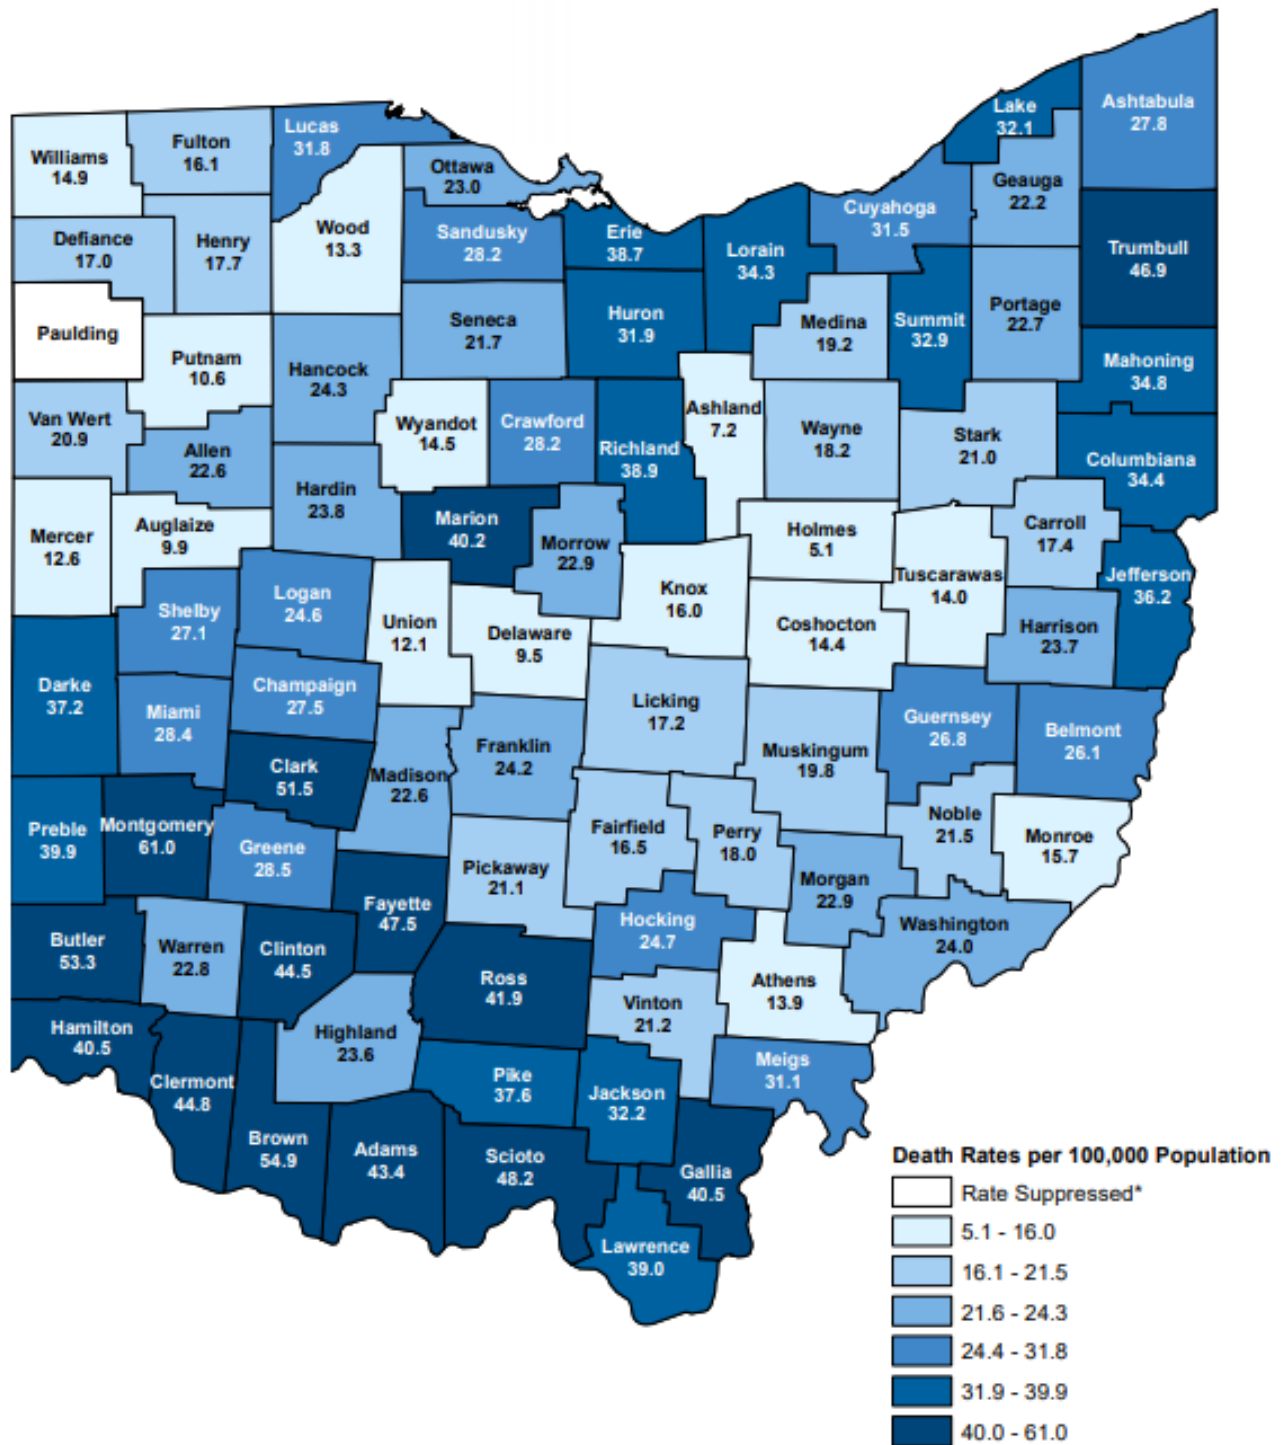 Williams
14.9
Fulton
16.1
Lucas
31.8
Ottawa
23.0
Lake
32.1
Ashtabula
27.8
Geauga
22.2
Cuyahoga
31.5
Defiance
17.0
Henry
17.7
Wood
13.3
Sandusky
28.2
Erie
38.7
Lorain
34.3
Trumbull
46.9
Paulding
Putnam
10.6
Hancock
24.3
Seneca
21.7
Huron
31.9
Medina
19.2
Summit
32.9
Portage
22.7
Mahoning
34.8
Van Wert
20.9
Allen
22.6
Wyandot
14.5
Crawford
28.2
Richland
38.9
Ashland
7.2
Wayne
18.2
Stark
21.0
Columbiana
34.4
Mercer
12.6
Auglaize
9.9
Hardin
23.8
Marion
40.2
Morrow
22.9
Holmes
5.1
Carroll
17.4
Tuscarawas
14.0
Jefferson
36.2
Shelby
27.1
Logan
24.6
Union
12.1
Delaware
9.5
Knox
16.0
Coshocton
14.4
Harrison
23.7
Darke
37.2
Miami
28.4
Champaign
27.5
Licking
17.2
Muskingum
19.8
Guernsey
26.8
Belmont
26.1
Clark
51.5
Madison
22.6
Franklin
24.2
Preble
39.9
Montgomery
61.0
Greene
28.5
Fairfield
16.5
Perry
18.0
Noble
21.5
Monroe
15.7
Fayette
47.5
Pickaway
21.1
Morgan
22.9
Butler
53.3
Warren
22.8
Clinton
44.5
Hocking
24.7
Washington
24.0
Ross
41.9
Athens
13.9
Vinton
21.2
Hamilton
40.5
Highland
23.6
Clermont
44.8
Pike
37.6
Jackson
32.2
Meigs
31.1
Brown
54.9
Adams
43.4
Scioto
48.2
Gallia
40.5
Lawrence
39.0
Death Rates per 100,000 Population
Rate Suppressed*
5.1 - 16.0
16.1 - 21.5
21.6 - 24.3
24.4 - 31.8
31.9 - 39.9
40.0 - 61.0